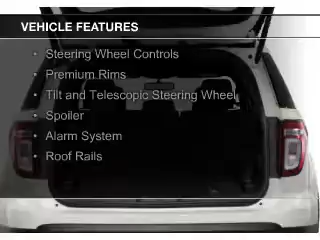 VEHICLE FEATURES
• Steering Wheel Controls
• Premium Rims
• Tilt and Telescopic Steering Wheel
• Spoiler
• Alarm System
• Roof Rails